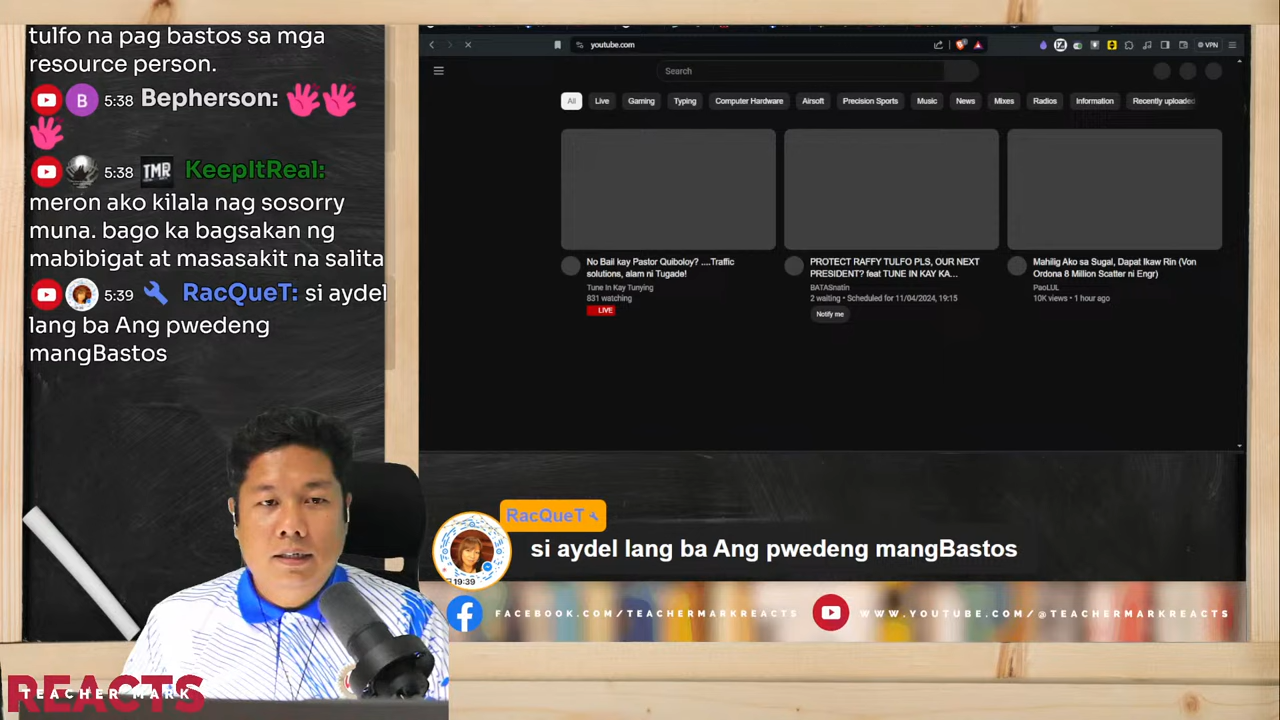 tulfo na pag bastos sa mga
resource person.
B 5:38 Bepherson:
5:38 TMR KeepItReal:
meron ako kilala nag sosorry
muna. bago ka bagsakan ng
mabibigat at masasakit na salita
5:39 RacQueT: si aydel
lang ba Ang pwedeng
mangBastos
youtube.com
VPN
Search
All Live Gaming Typing Computer Hardware Airsoft Precision Sports Music News Mixes Radios Information Recently uploaded
No Bail kay Pastor Quiboloy? ....Traffic
solutions, alam ni Tugade!
Tune In Kay Tunying
831 watching
LIVE
PROTECT RAFFY TULFO PLS, OUR NEXT
PRESIDENT? feat TUNE IN KAY KA...
BATASnatin
2 waiting • Scheduled for 11/04/2024, 19:15
Notify me
Mahilig Ako sa Sugal, Dapat Ikaw Rin (Von
Ordona 8 Million Scatter ni Engr)
PaoLUL
10K views • 1 hour ago
RacQueT
si aydel lang ba Ang pwedeng mangBastos
19:39
FACEBOOK.COM/TEACHERMARKREACTS
WWW.YOUTUBE.COM/@TEACHERMARKREACTS
TEACHER MARK
REACTS